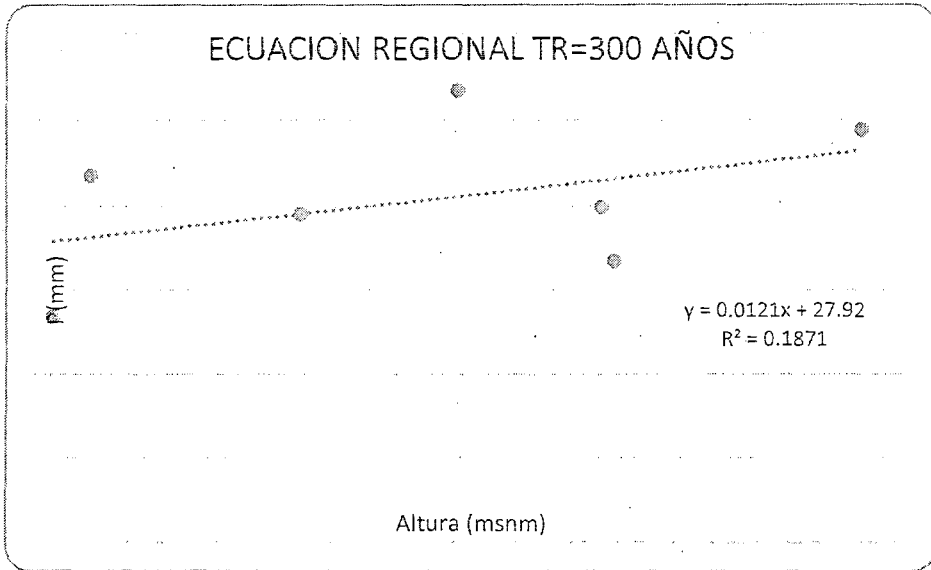 ECUACION REGIONAL TR=300 AÑOS
P(mm)
y = 0.0121x + 27.92
R² = 0.1871
Altura (msnm)